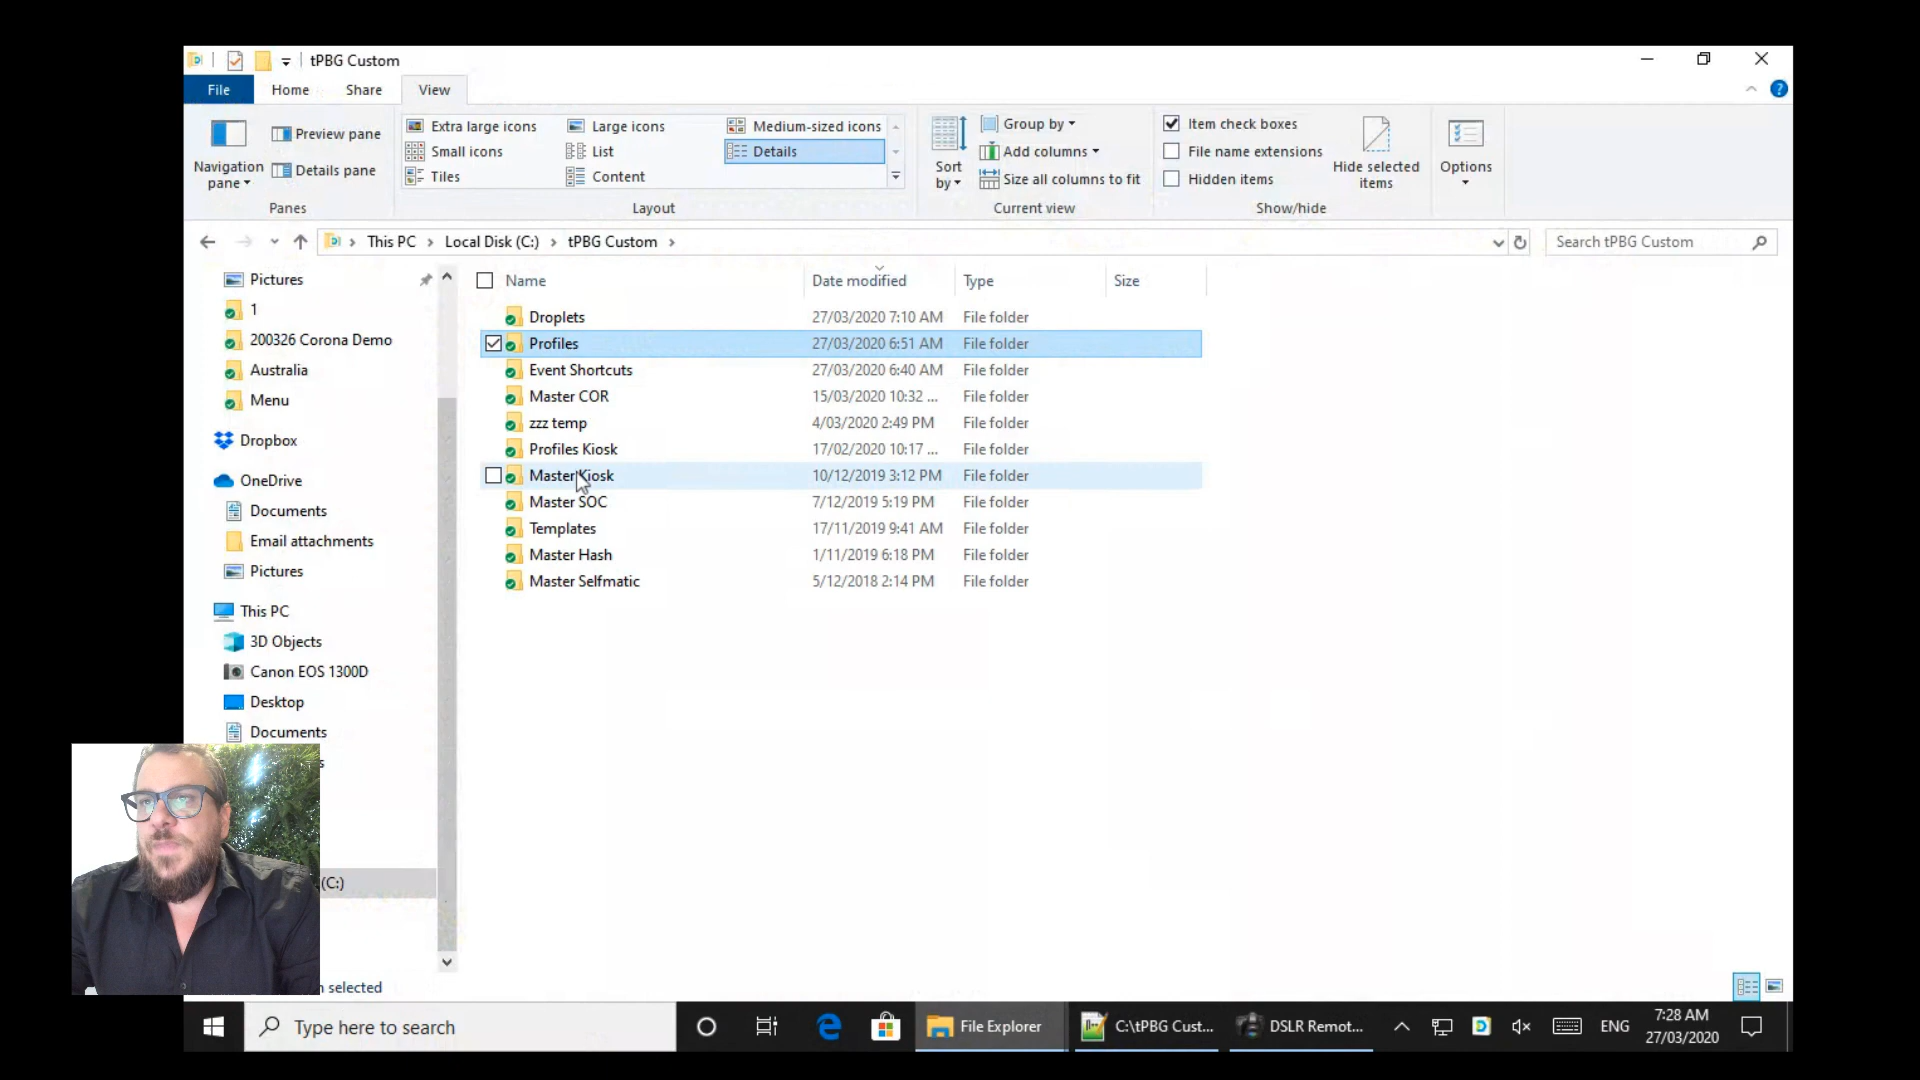 tPBG Custom
File Home Share View
Navigation pane
Preview pane
Details pane
Panes
Extra large icons Large icons Medium-sized icons
Small icons List Details
Tiles Content
Layout
Sort by
Group by
Add columns
Size all columns to fit
Current view
Item check boxes
File name extensions
Hidden items
Hide selected items
Show/hide
Options
This PC Local Disk (C:) tPBG Custom
Search tPBG Custom
Pictures
1
200326 Corona Demo
Australia
Menu
Dropbox
OneDrive
Documents
Email attachments
Pictures
This PC
3D Objects
Canon EOS 1300D
Desktop
Documents
(C:)
selected
Name Date modified Type Size
Droplets 27/03/2020 7:10 AM File folder
Profiles 27/03/2020 6:51 AM File folder
Event Shortcuts 27/03/2020 6:40 AM File folder
Master COR 15/03/2020 10:32 ... File folder
zzz temp 4/03/2020 2:49 PM File folder
Profiles Kiosk 17/02/2020 10:17 ... File folder
Master Kiosk 10/12/2019 3:12 PM File folder
Master SOC 7/12/2019 5:19 PM File folder
Templates 17/11/2019 9:41 AM File folder
Master Hash 1/11/2019 6:18 PM File folder
Master Selfmatic 5/12/2018 2:14 PM File folder
Type here to search
File Explorer
C:\tPBG Cust...
DSLR Remot...
ENG
7:28 AM
27/03/2020